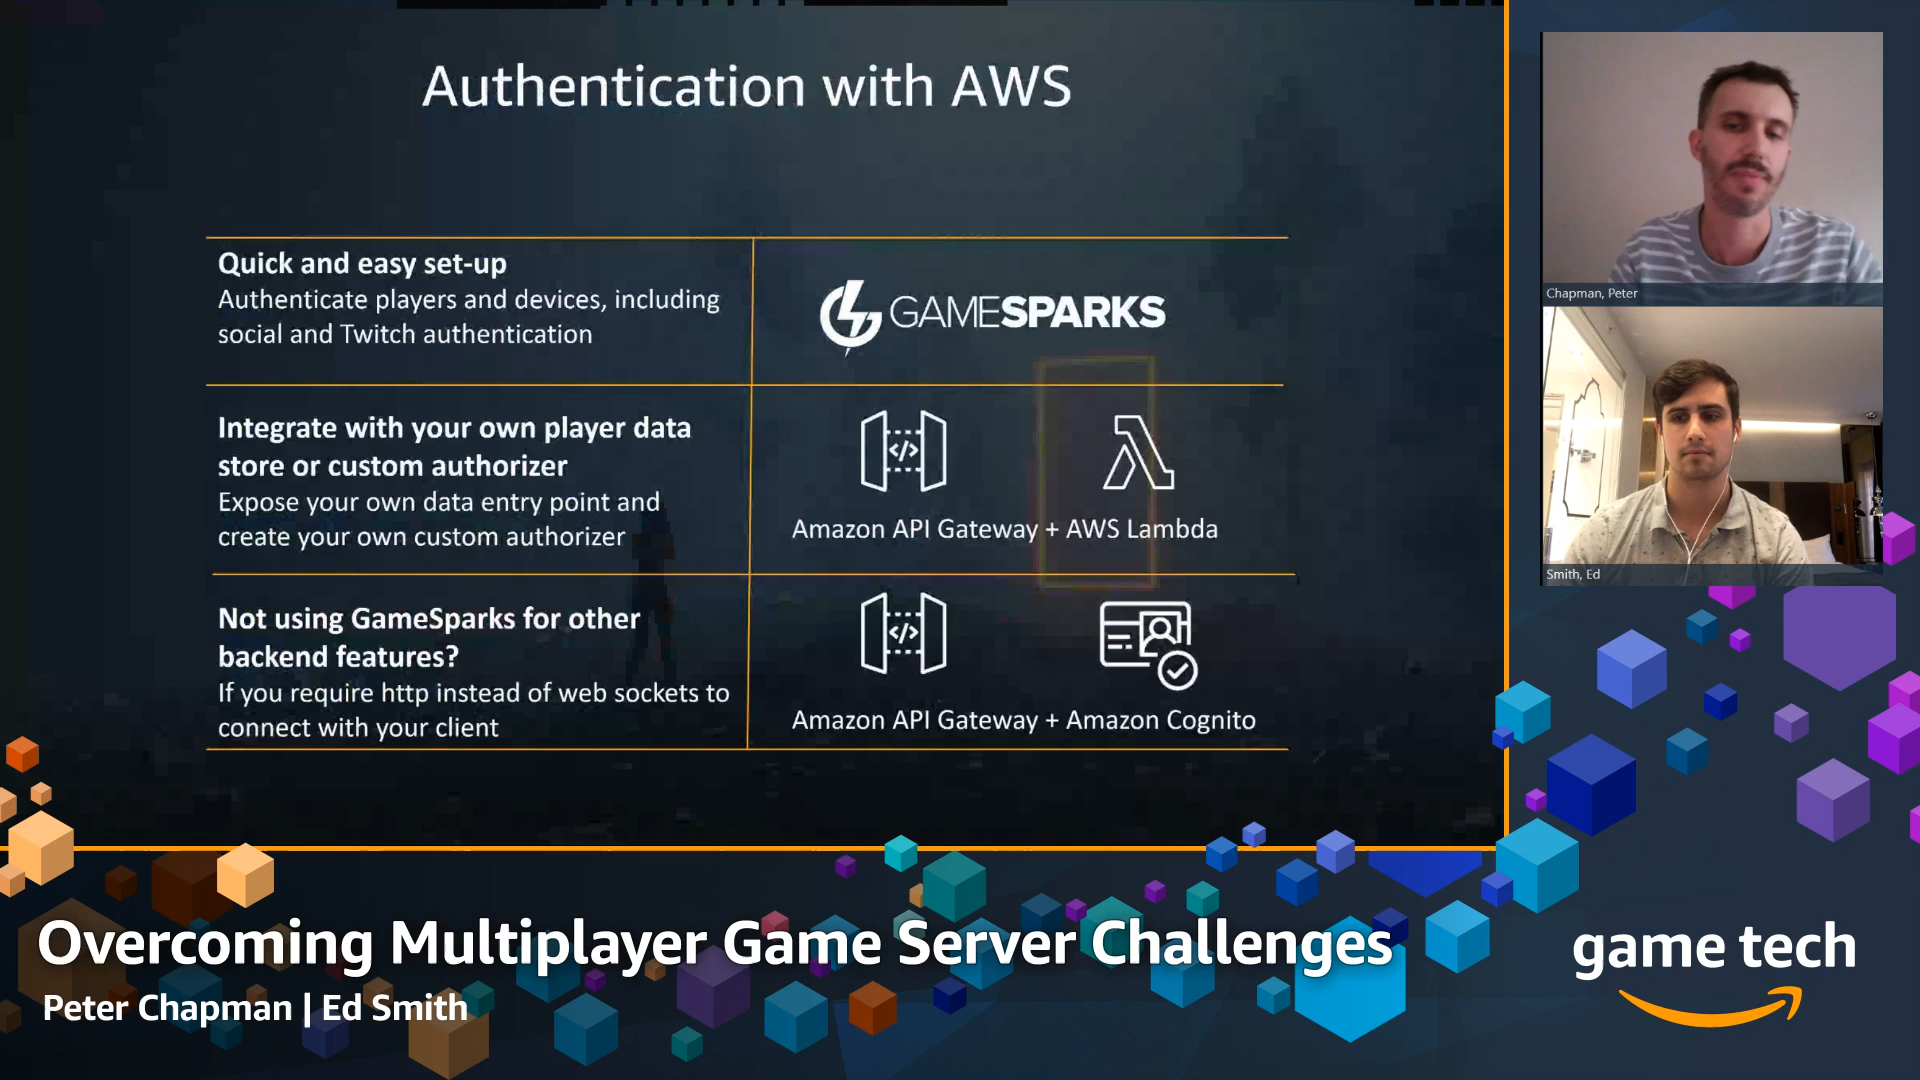 Authentication with AWS
Quick and easy set-up
Authenticate players and devices, including
social and Twitch authentication
GAMESPARKS
Integrate with your own player data
store or custom authorizer
Expose your own data entry point and
create your own custom authorizer
</>
Amazon API Gateway + AWS Lambda
Not using GameSparks for other
backend features?
If you require http instead of web sockets to
connect with your client
</>
Amazon API Gateway + Amazon Cognito
Chapman, Peter
Smith, Ed
Overcoming Multiplayer Game Server Challenges
Peter Chapman | Ed Smith
game tech